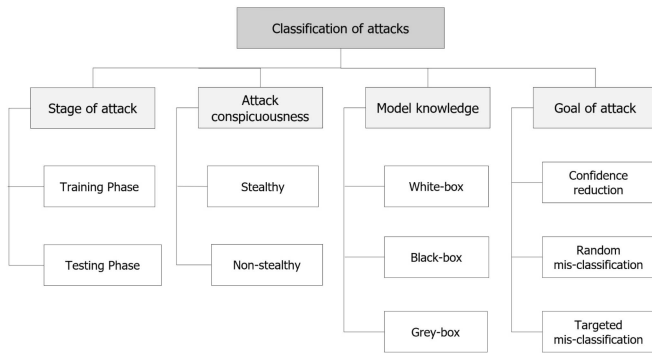 Classification of attacks
Stage of attack
Attack
conspicuousness
Model knowledge
Goal of attack
Training Phase
Stealthy
White-box
Confidence
reduction
Testing Phase
Non-stealthy
Black-box
Random
mis-classification
Grey-box
Targeted
mis-classification